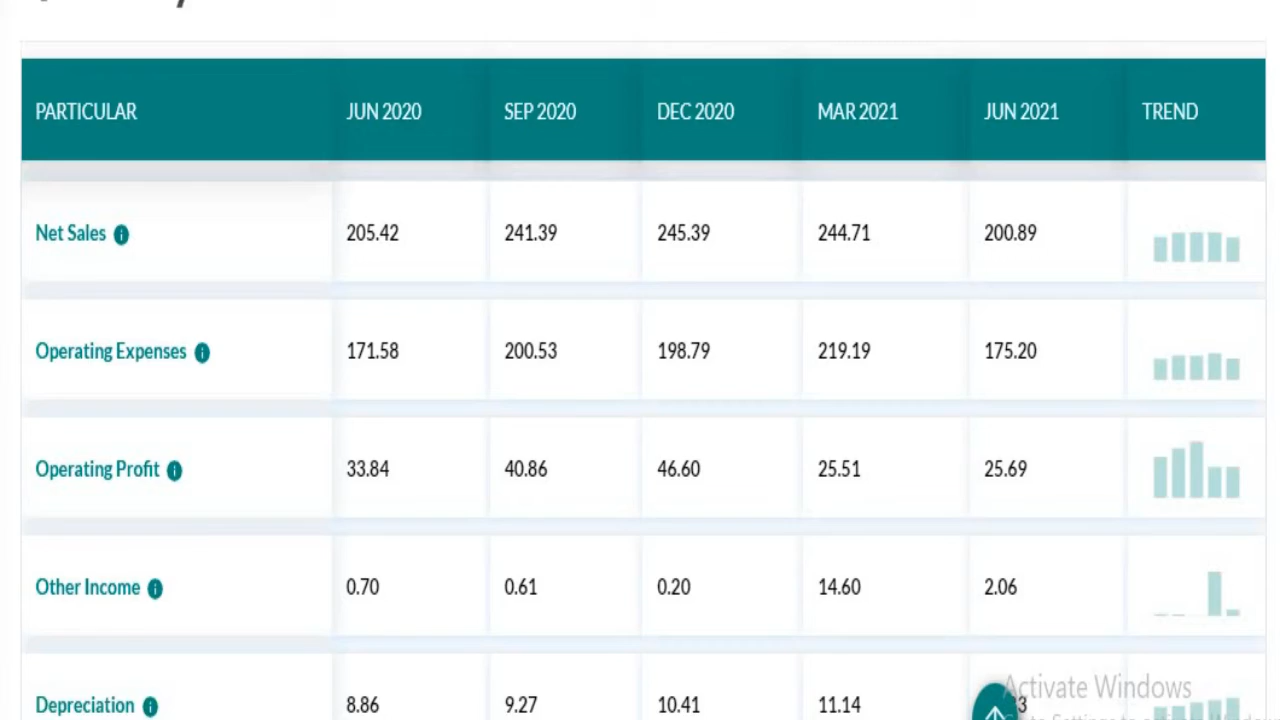 PARTICULAR JUN 2020 SEP 2020 DEC 2020 MAR 2021 JUN 2021 TREND
Net Sales 205.42 241.39 245.39 244.71 200.89
Operating Expenses 171.58 200.53 198.79 219.19 175.20
Operating Profit 33.84 40.86 46.60 25.51 25.69
Other Income 0.70 0.61 0.20 14.60 2.06
Activate Windows
Depreciation 8.86 9.27 10.41 11.14